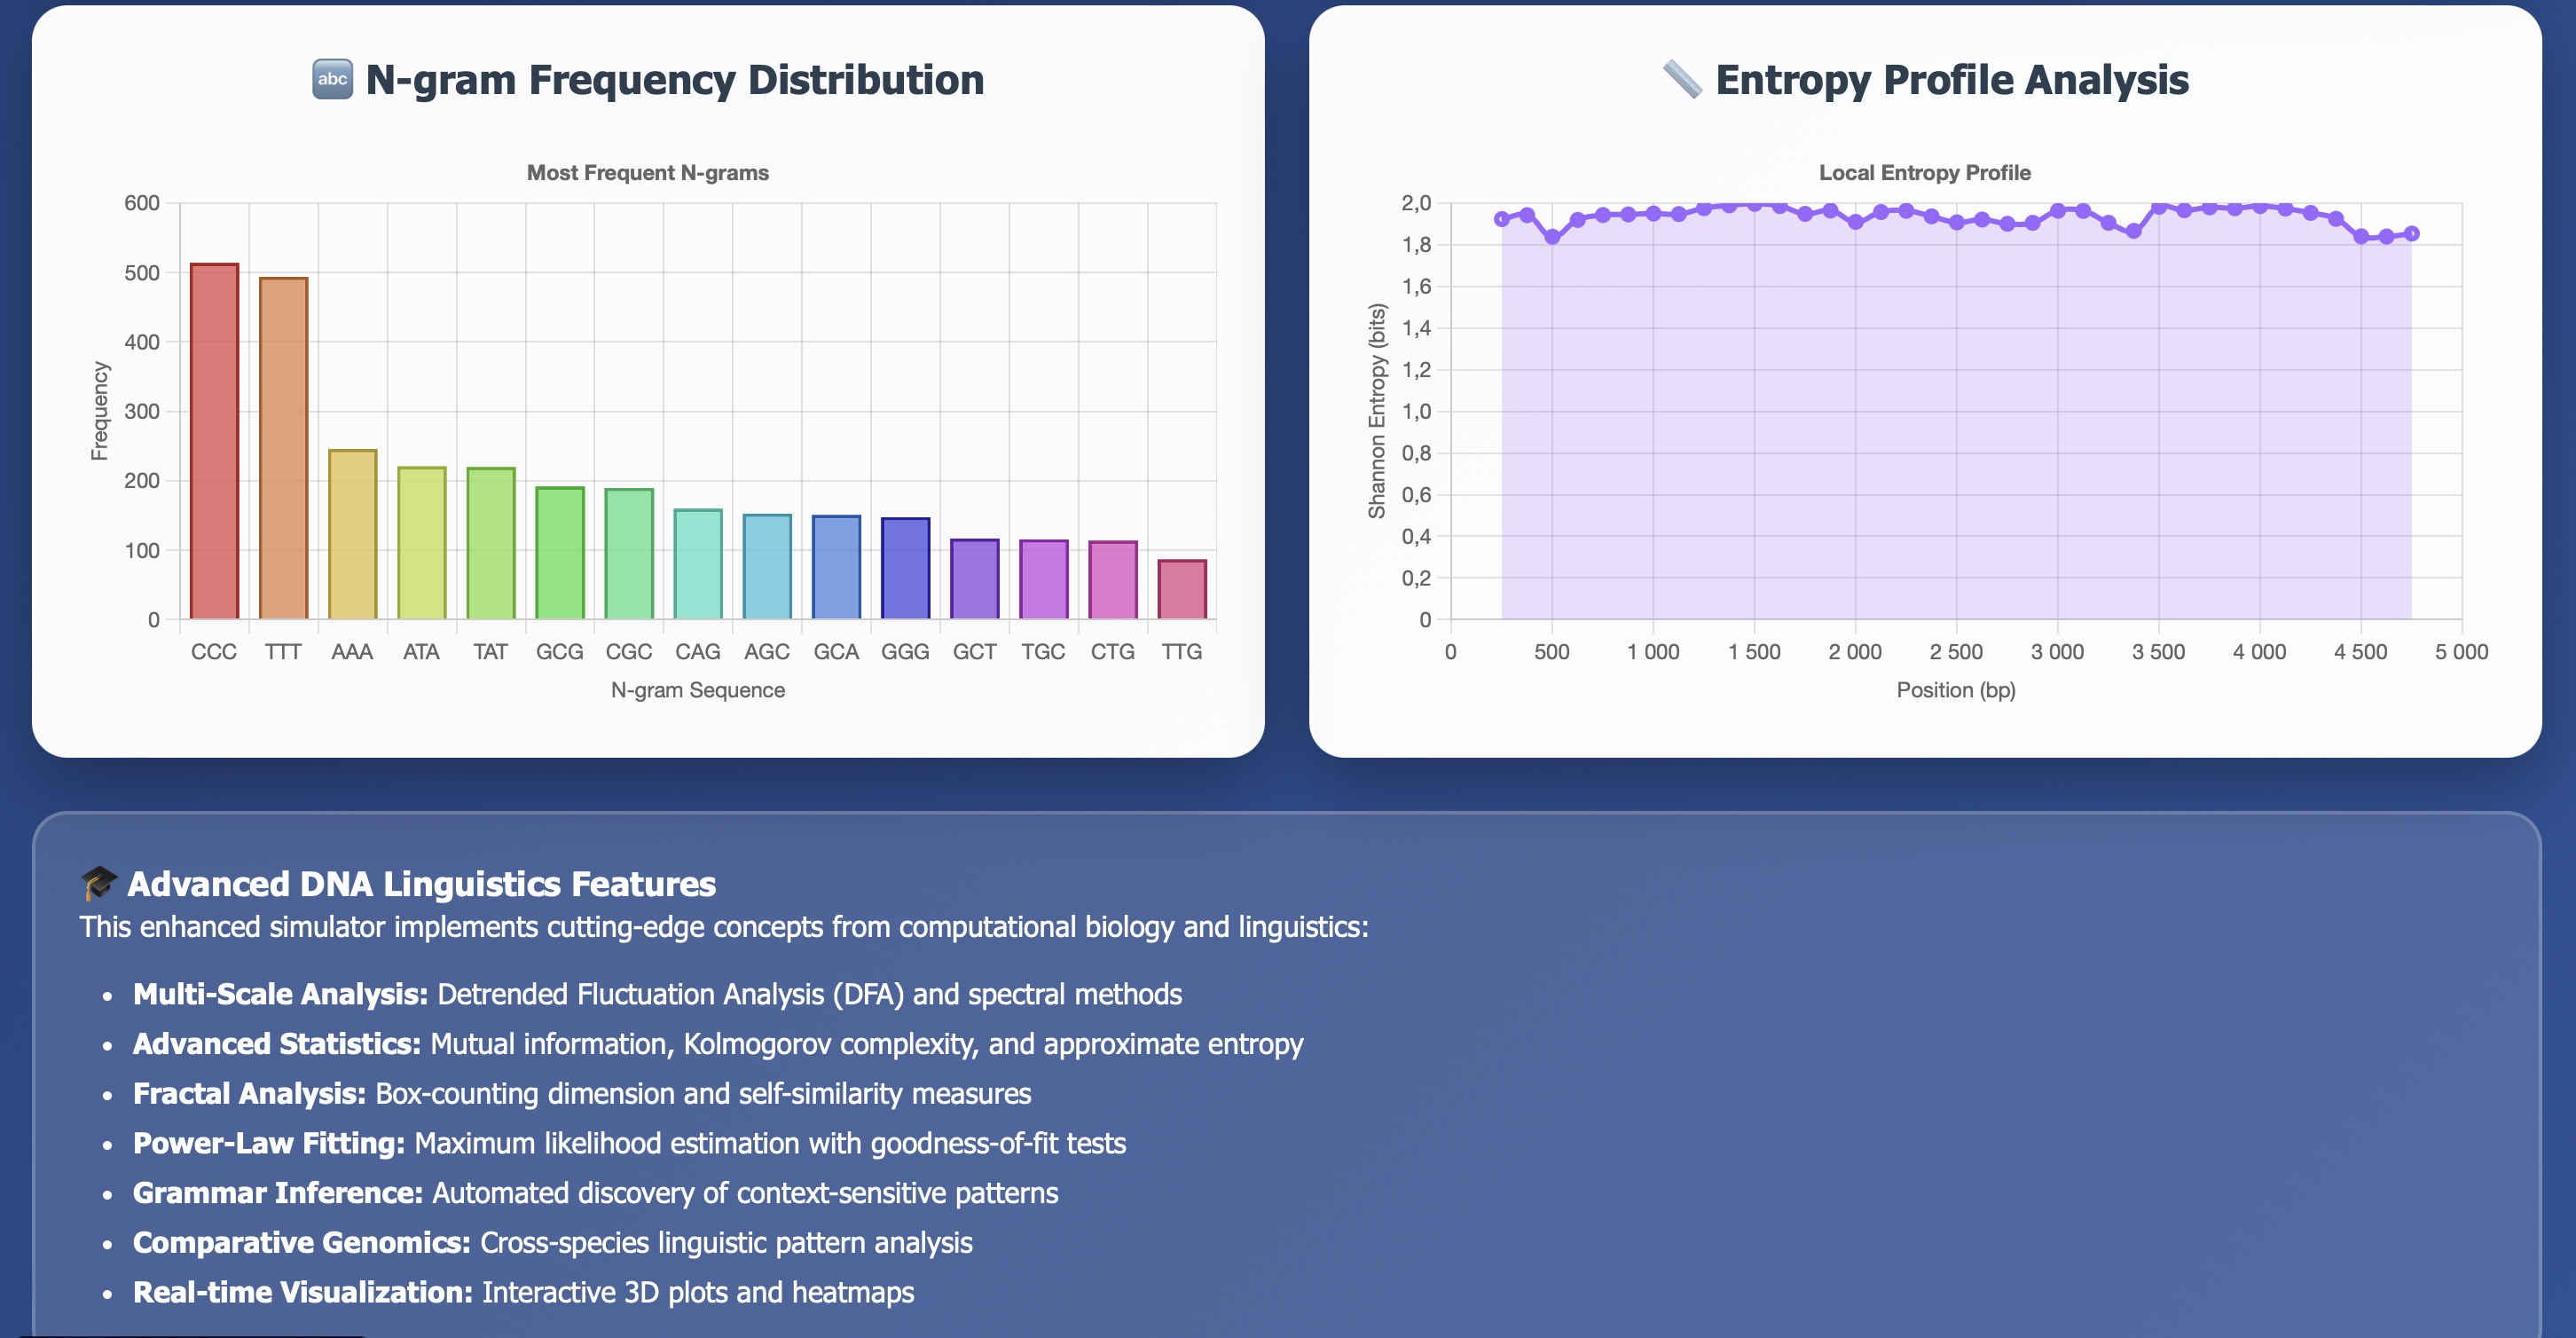 🔤 N-gram Frequency Distribution
Most Frequent N-grams
600
500
400
300
200
100
0
Frequency
CCC TTT AAA ATA TAT GCG CGC CAG AGC GCA GGG GCT TGC CTG TTG
N-gram Sequence
📏 Entropy Profile Analysis
Local Entropy Profile
2,0
1,8
1,6
1,4
1,2
1,0
0,8
0,6
0,4
0,2
0
Shannon Entropy (bits)
0 500 1 000 1 500 2 000 2 500 3 000 3 500 4 000 4 500 5 000
Position (bp)
🎓 Advanced DNA Linguistics Features
This enhanced simulator implements cutting-edge concepts from computational biology and linguistics:
• Multi-Scale Analysis: Detrended Fluctuation Analysis (DFA) and spectral methods
• Advanced Statistics: Mutual information, Kolmogorov complexity, and approximate entropy
• Fractal Analysis: Box-counting dimension and self-similarity measures
• Power-Law Fitting: Maximum likelihood estimation with goodness-of-fit tests
• Grammar Inference: Automated discovery of context-sensitive patterns
• Comparative Genomics: Cross-species linguistic pattern analysis
• Real-time Visualization: Interactive 3D plots and heatmaps